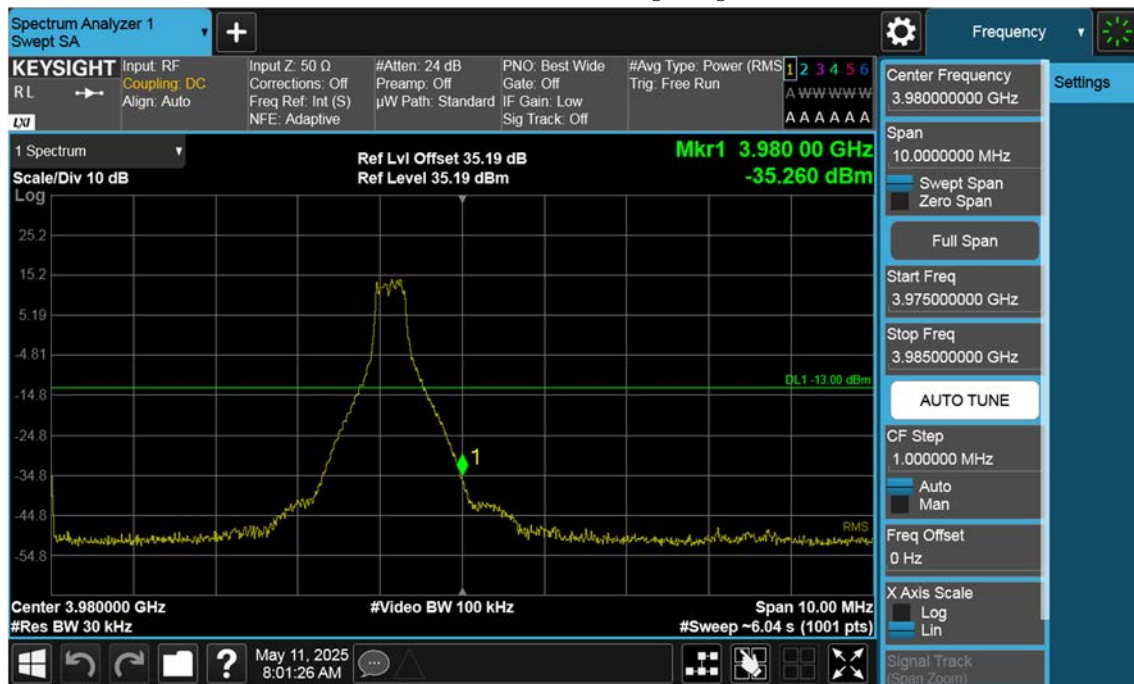 Spectrum Analyzer 1
Swept SA
+
Frequency
KEYSIGHT
RL
LXI
Input: RF
Coupling: DC
Align: Auto
Input Z: 50 Ω
Corrections: Off
Freq Ref: Int (S)
NFE: Adaptive
#Atten: 24 dB
Preamp: Off
µW Path: Standard
PNO: Best Wide
Gate: Off
IF Gain: Low
Sig Track: Off
#Avg Type: Power (RMS
Trig: Free Run
1 2 3 4 5 6
A W W W W W
A A A A A A
1 Spectrum
Scale/Div 10 dB
Ref Lvl Offset 35.19 dB
Ref Level 35.19 dBm
Mkr1 3.980 00 GHz
-35.260 dBm
Log
25.2
15.2
5.19
-4.81
-14.8
-24.8
-34.8
-44.8
-54.8
DL1 -13.00 dBm
1
RMS
Center 3.980000 GHz
#Res BW 30 kHz
#Video BW 100 kHz
Span 10.00 MHz
#Sweep ~6.04 s (1001 pts)
Center Frequency
3.980000000 GHz
Settings
Span
10.0000000 MHz
Swept Span
Zero Span
Full Span
Start Freq
3.975000000 GHz
Stop Freq
3.985000000 GHz
AUTO TUNE
CF Step
1.000000 MHz
Auto
Man
Freq Offset
0 Hz
X Axis Scale
Log
Lin
Signal Track
(Span Zoom)
?
May 11, 2025
8:01:26 AM